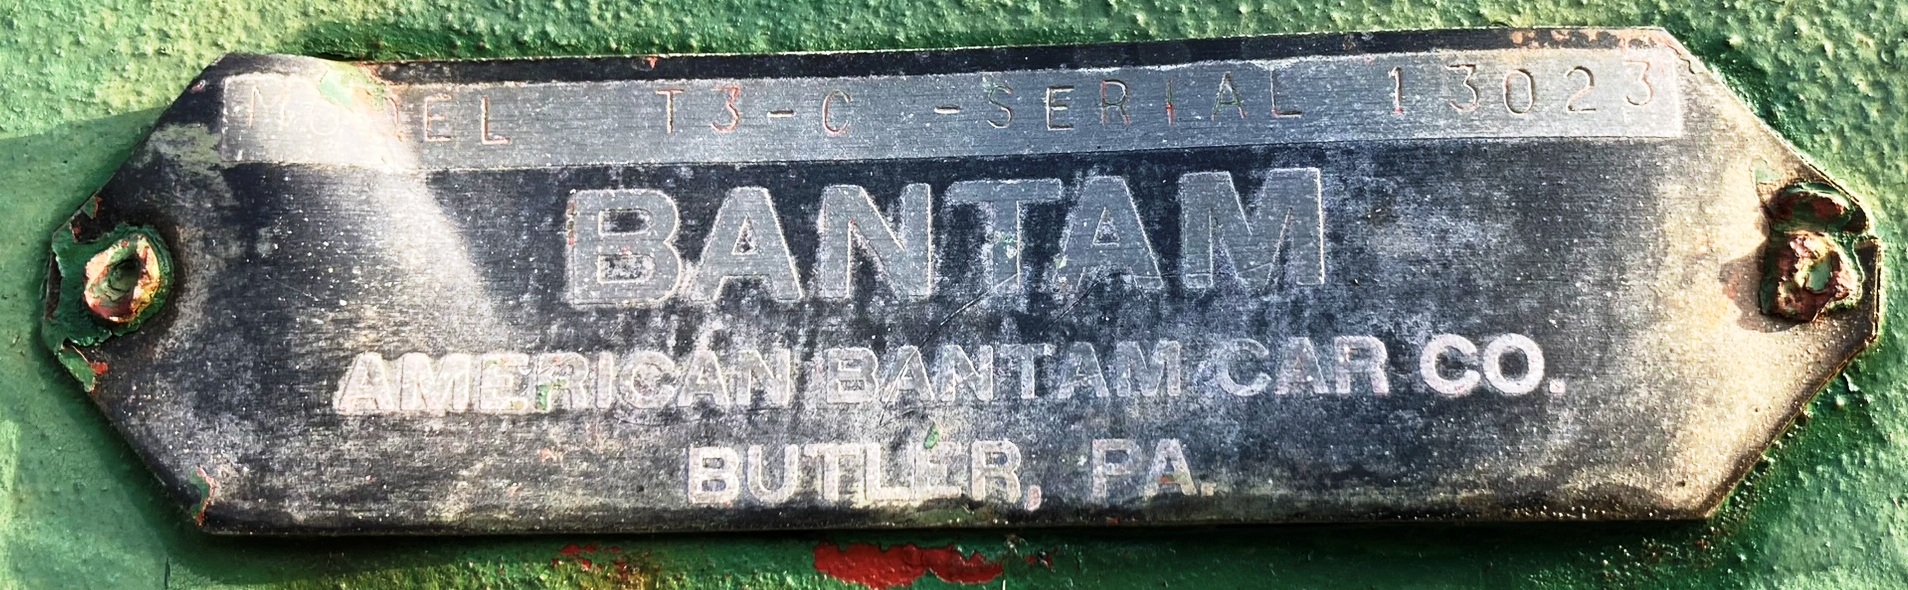 MODEL T3-C -SERIAL 13023
BANTAM
AMERICAN BANTAM CAR CO.
BUTLER, PA.